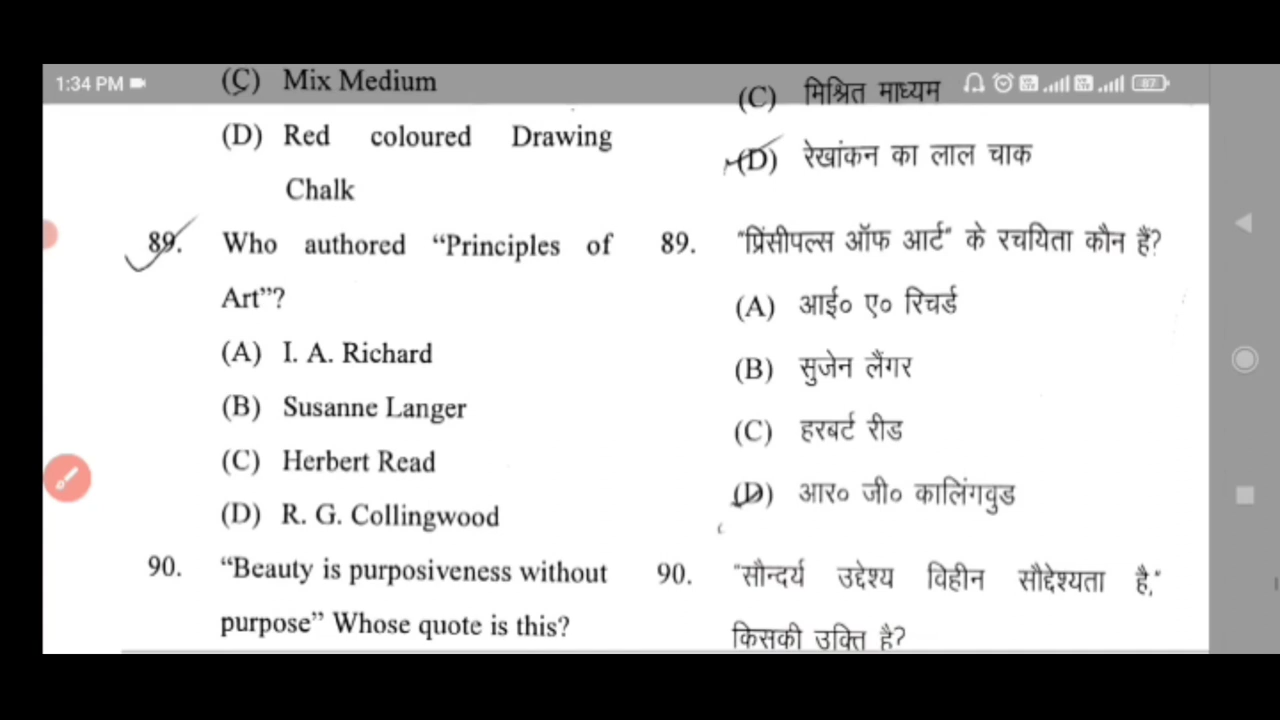 1:34 PM
87
(C) Mix Medium
(D) Red coloured Drawing
Chalk
89. Who authored “Principles of
Art”?
(A) I. A. Richard
(B) Susanne Langer
(C) Herbert Read
(D) R. G. Collingwood
90. “Beauty is purposiveness without
purpose” Whose quote is this?
(C) मिश्रित माध्यम
(D) रेखांकन का लाल चाक
89. “प्रिंसीपल्स ऑफ आर्ट” के रचयिता कौन हैं?
(A) आई० ए० रिचर्ड
(B) सुजेन लैंगर
(C) हरबर्ट रीड
(D) आर० जी० कालिंगवुड
90. “सौन्दर्य उद्देश्य विहीन सौद्देश्यता है,”
किसकी उक्ति है?